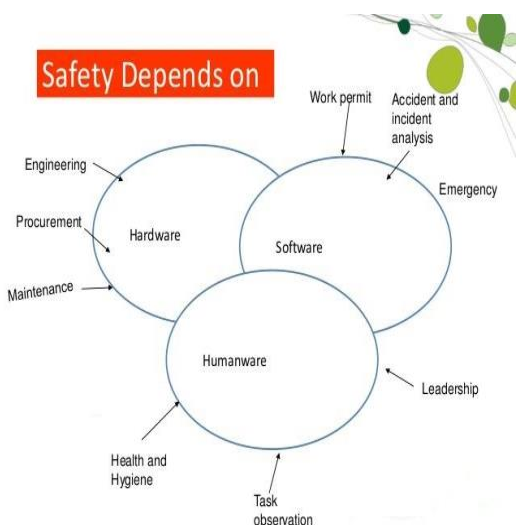 Safety Depends on
Work permit
Accident and
incident
analysis
Engineering
Emergency
Procurement
Hardware
Software
Maintenance
Humanware
Leadership
Health and
Hygiene
Task
observation